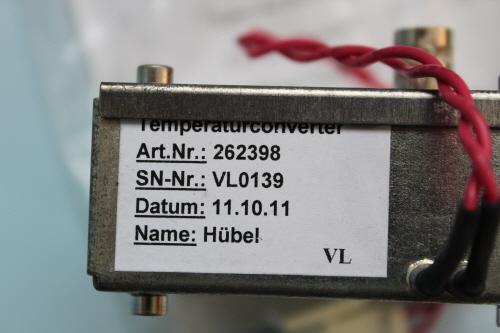 Temperaturconverter
Art.Nr.: 262398
SN-Nr.: VL0139
Datum: 11.10.11
Name: Hübel
VL